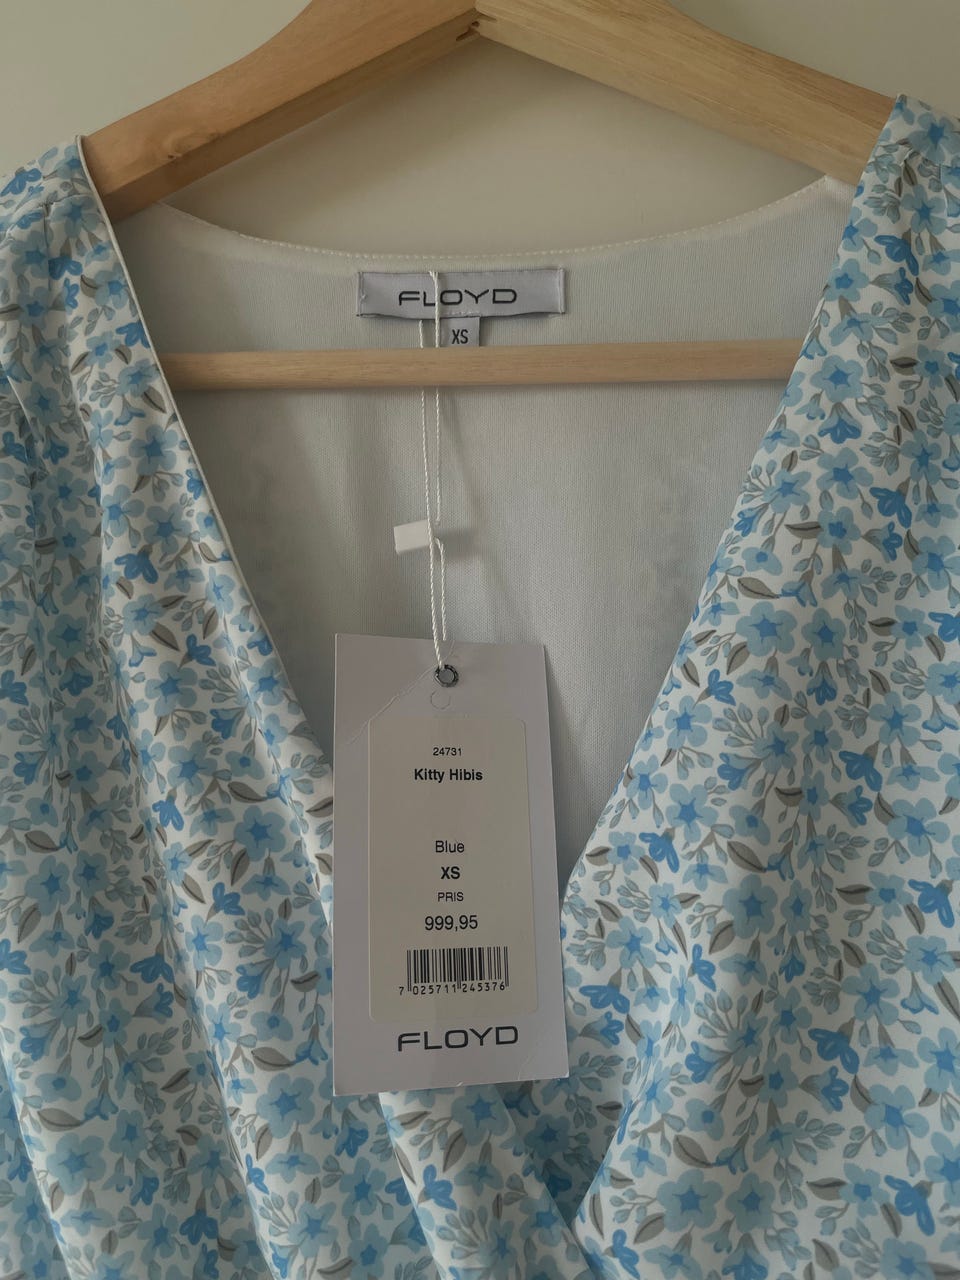 FLOYD
XS
24731
Kitty Hibis
Blue
XS
PRIS
999,95
7 025711 245376
FLOYD